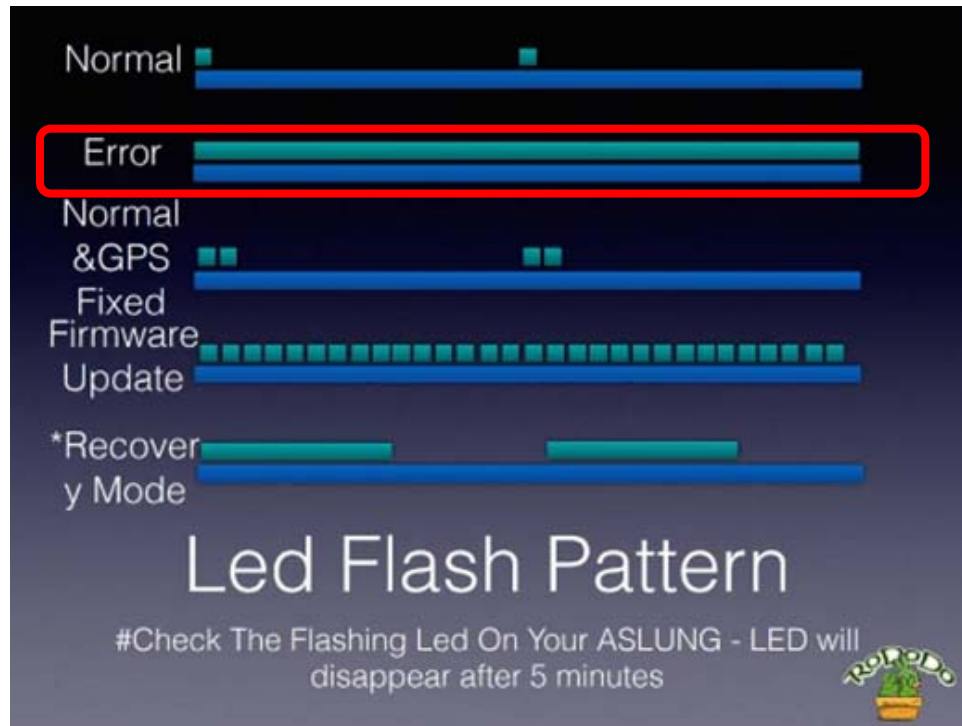 Normal
Error
Normal
&GPS
Fixed
Firmware
Update
*Recover
y Mode
Led Flash Pattern
#Check The Flashing Led On Your ASLUNG - LED will
disappear after 5 minutes
RODODO